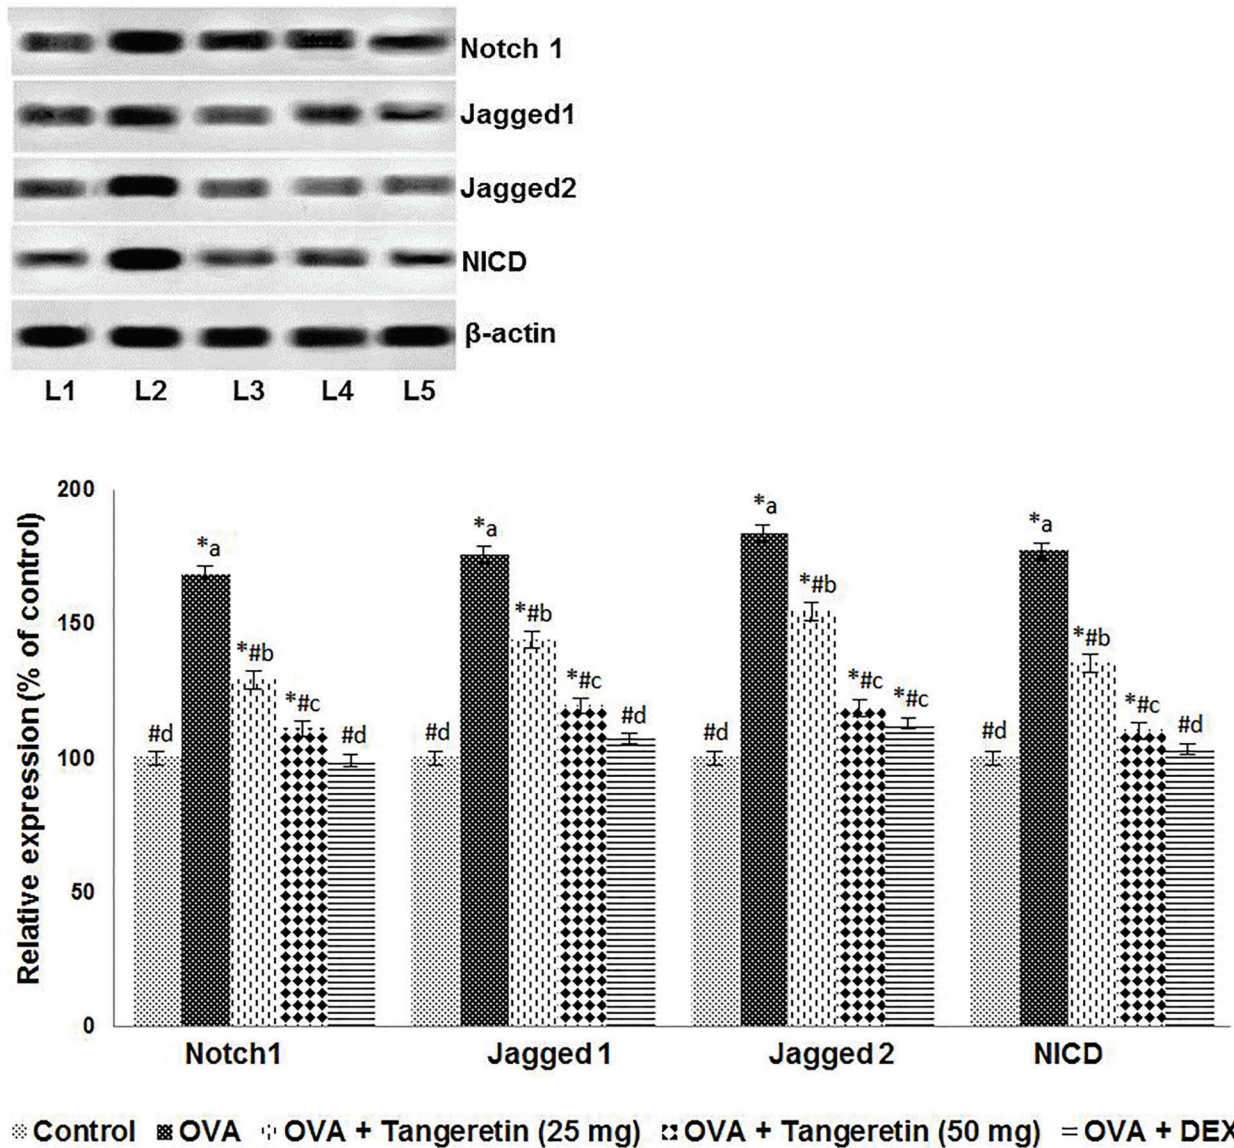 Notch 1
Jagged1
Jagged2
NICD
β-actin
L1 L2 L3 L4 L5
Relative expression (% of control)
200
150
100
50
0
#d *a *#b *#c #d
#d *a *#b *#c #d
#d *a *#b *#c *#c
#d *a *#b *#c #d
Notch1 Jagged 1 Jagged 2 NICD
Control OVA OVA + Tangeretin (25 mg) OVA + Tangeretin (50 mg) OVA + DEX